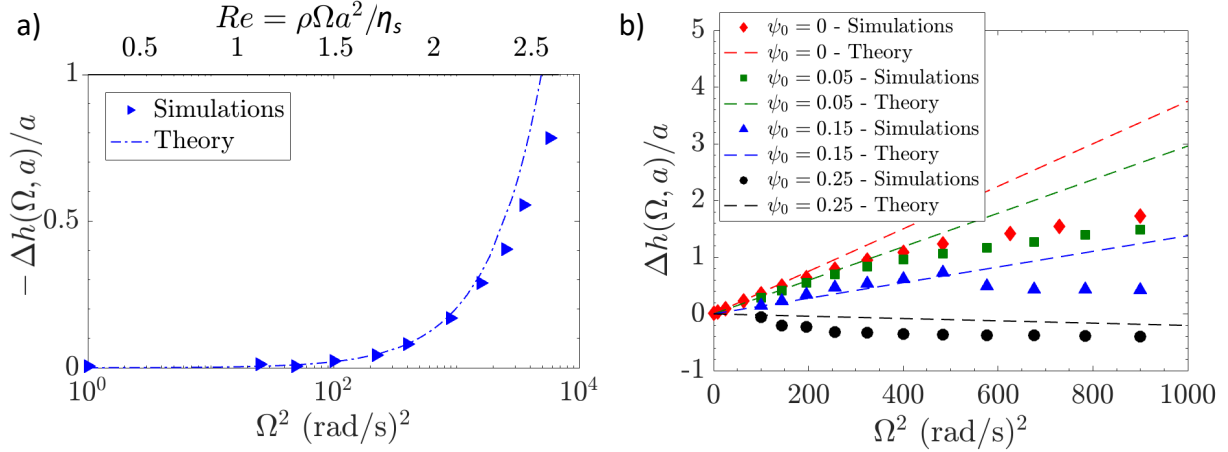 a)
Re = ρΩa²/ηₛ
0.5 1 1.5 2 2.5
1
0.5
0
− Δh(Ω, a)/a
Simulations
Theory
10⁰ 10² 10⁴
Ω² (rad/s)²
b)
5
4
3
2
1
0
-1
Δh(Ω, a)/a
ψ₀ = 0 - Simulations
ψ₀ = 0 - Theory
ψ₀ = 0.05 - Simulations
ψ₀ = 0.05 - Theory
ψ₀ = 0.15 - Simulations
ψ₀ = 0.15 - Theory
ψ₀ = 0.25 - Simulations
ψ₀ = 0.25 - Theory
0 200 400 600 800 1000
Ω² (rad/s)²